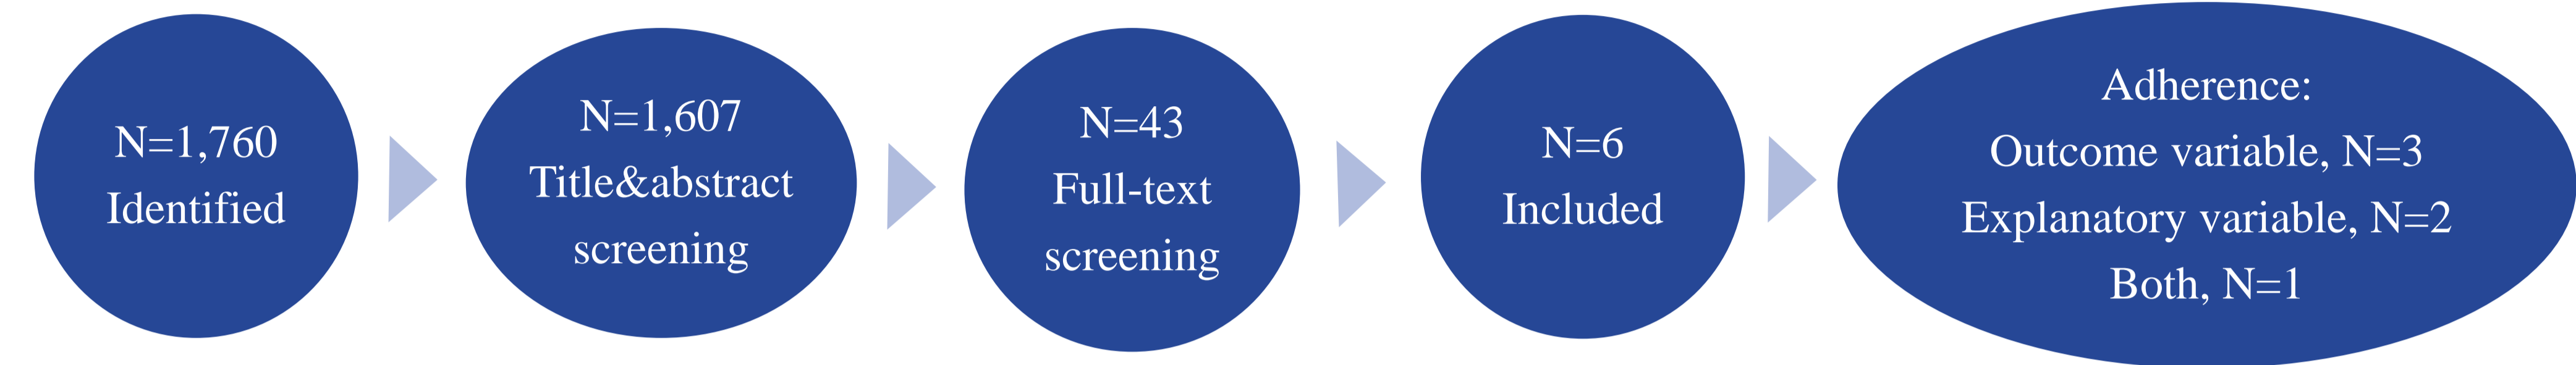 N=1,760
Identified
N=1,607
Title&abstract
screening
N=43
Full-text
screening
N=6
Included
Adherence:
Outcome variable, N=3
Explanatory variable, N=2
Both, N=1